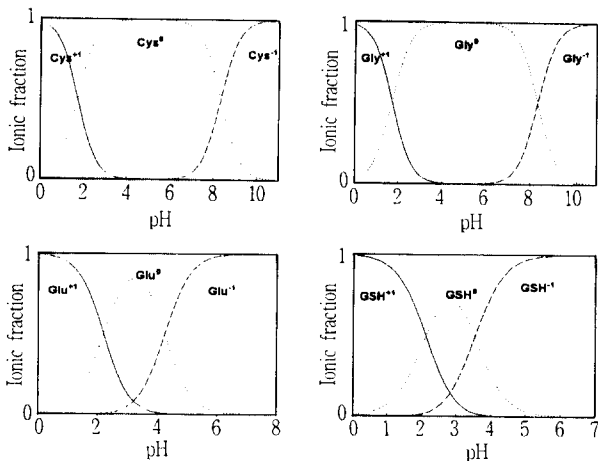 1
Ionic fraction
Cys+1
Cys0
Cys-1
0
0 2 4 6 8 10
pH
1
Ionic fraction
Gly+1
Gly0
Gly-1
0
0 2 4 6 8 10
pH
1
Ionic fraction
Glu+1
Glu0
Glu-1
0
0 2 4 6 8
pH
1
Ionic fraction
GSH+1
GSH0
GSH-1
0
0 1 2 3 4 5 6 7
pH